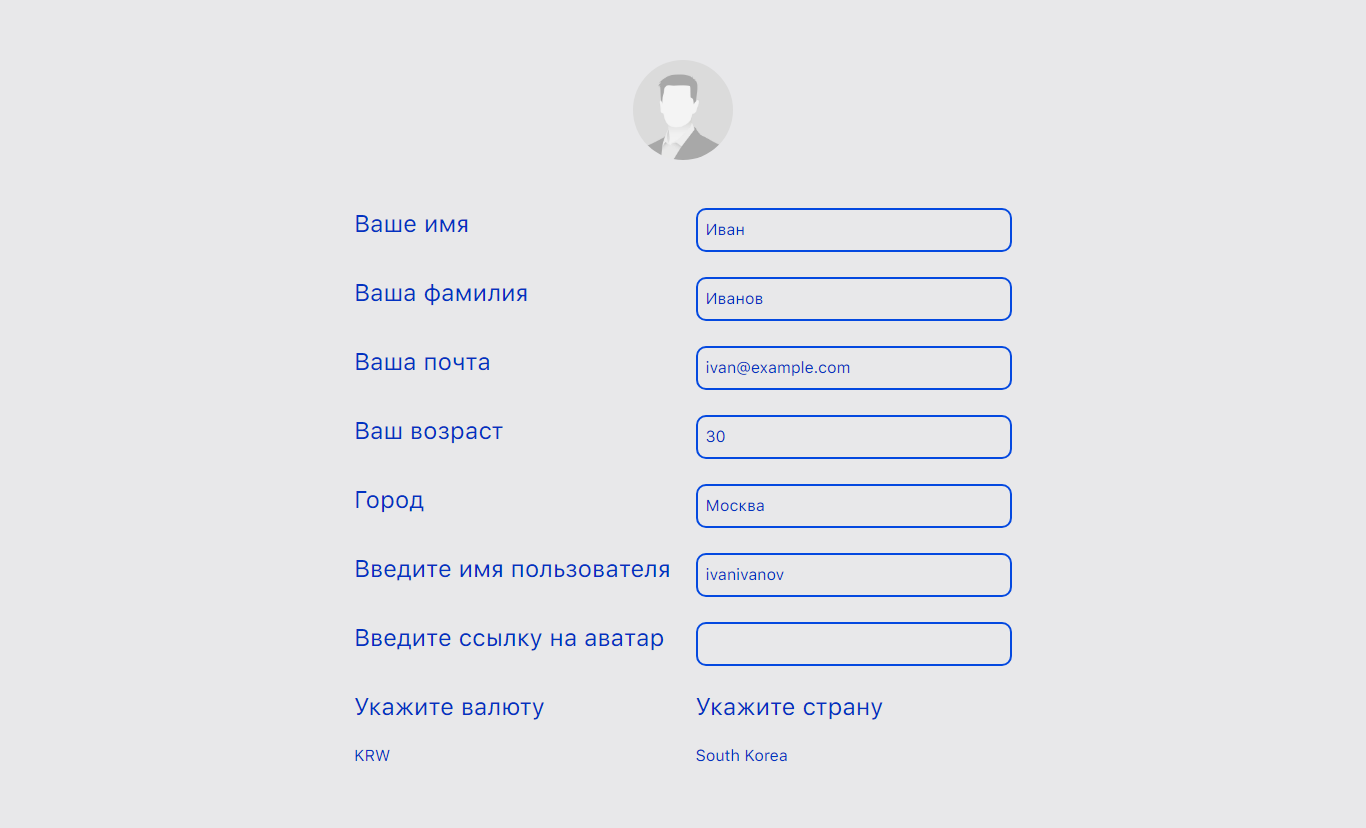 Ваше имя
Иван
Ваша фамилия
Иванов
Ваша почта
ivan@example.com
Ваш возраст
30
Город
Москва
Введите имя пользователя
ivanivanov
Введите ссылку на аватар
Укажите валюту
Укажите страну
KRW
South Korea